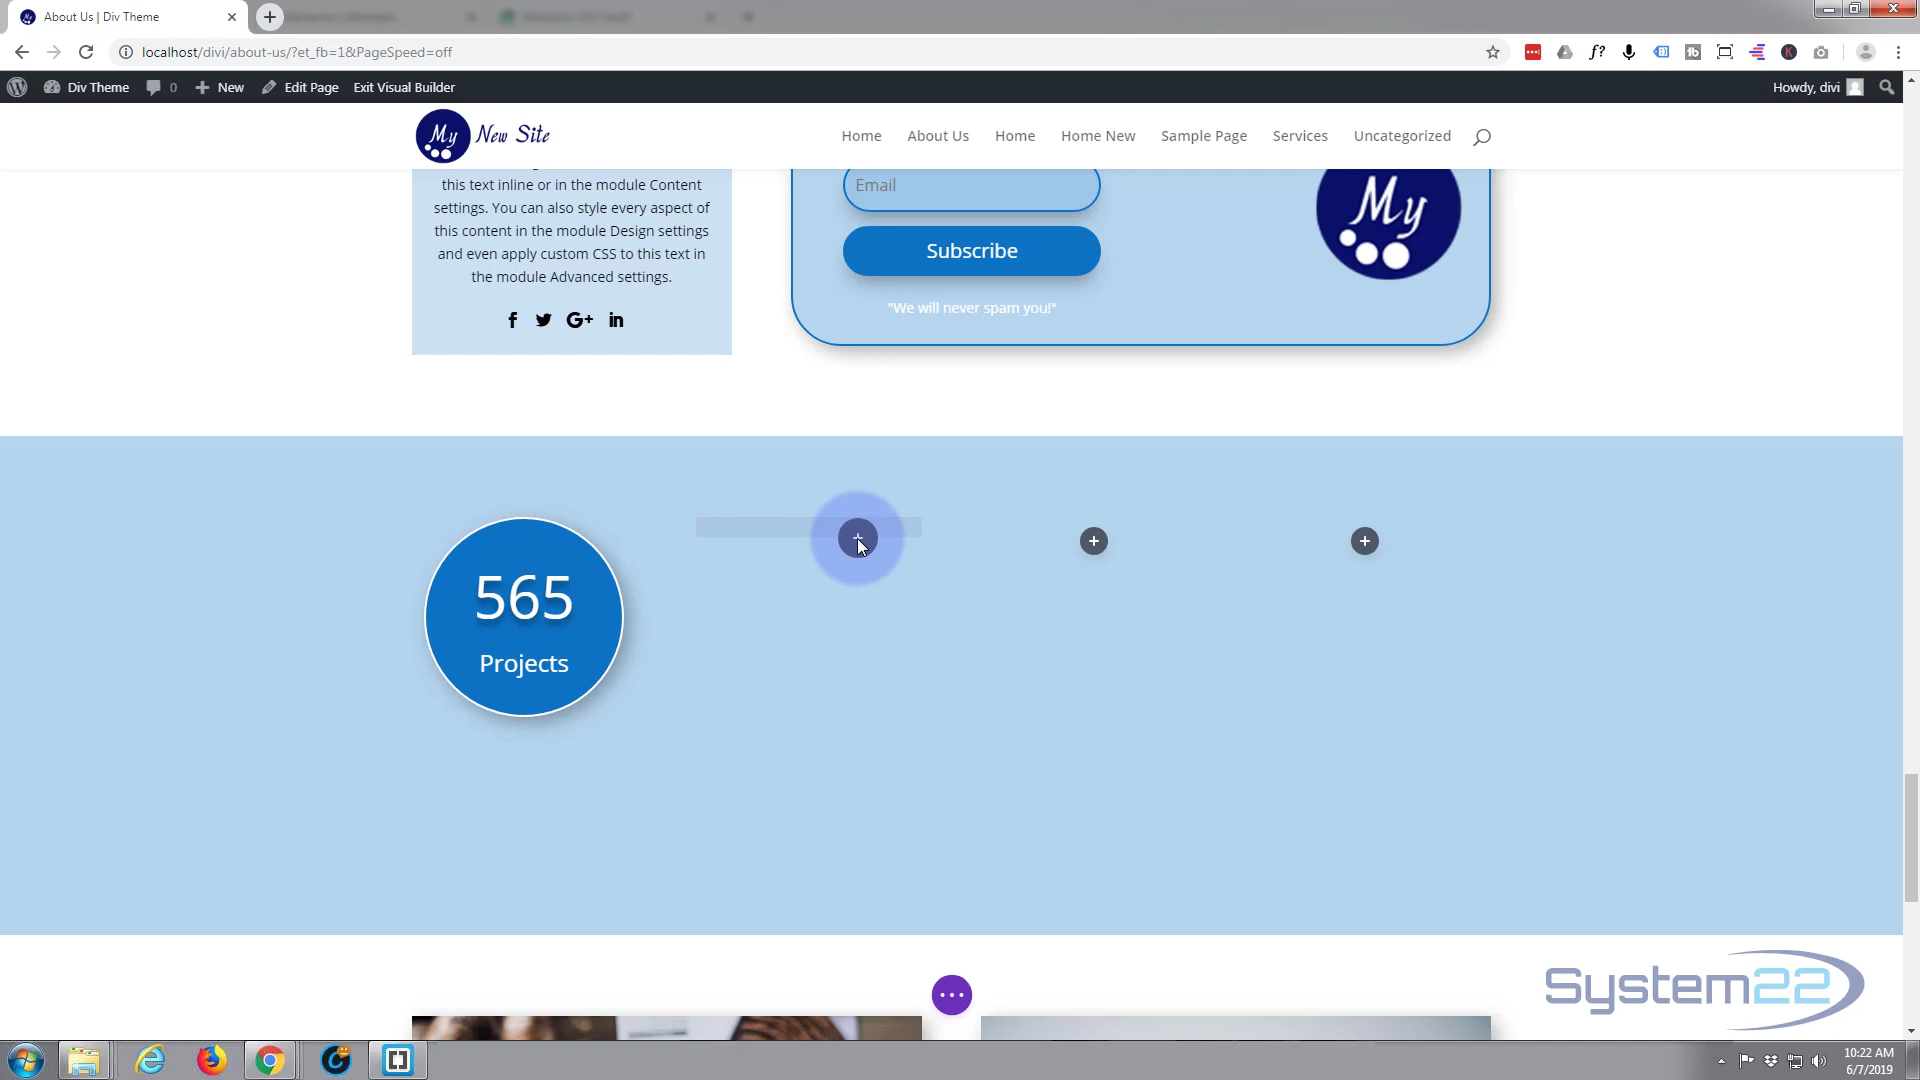 About Us | Div Theme
localhost/divi/about-us/?et_fb=1&PageSpeed=off
Div Theme 0 New Edit Page Exit Visual Builder Howdy, divi
My New Site
Home About Us Home Home New Sample Page Services Uncategorized
this text inline or in the module Content
settings. You can also style every aspect of
this content in the module Design settings
and even apply custom CSS to this text in
the module Advanced settings.
Email
Subscribe
"We will never spam you!"
My
565
Projects
System22
10:22 AM
6/7/2019